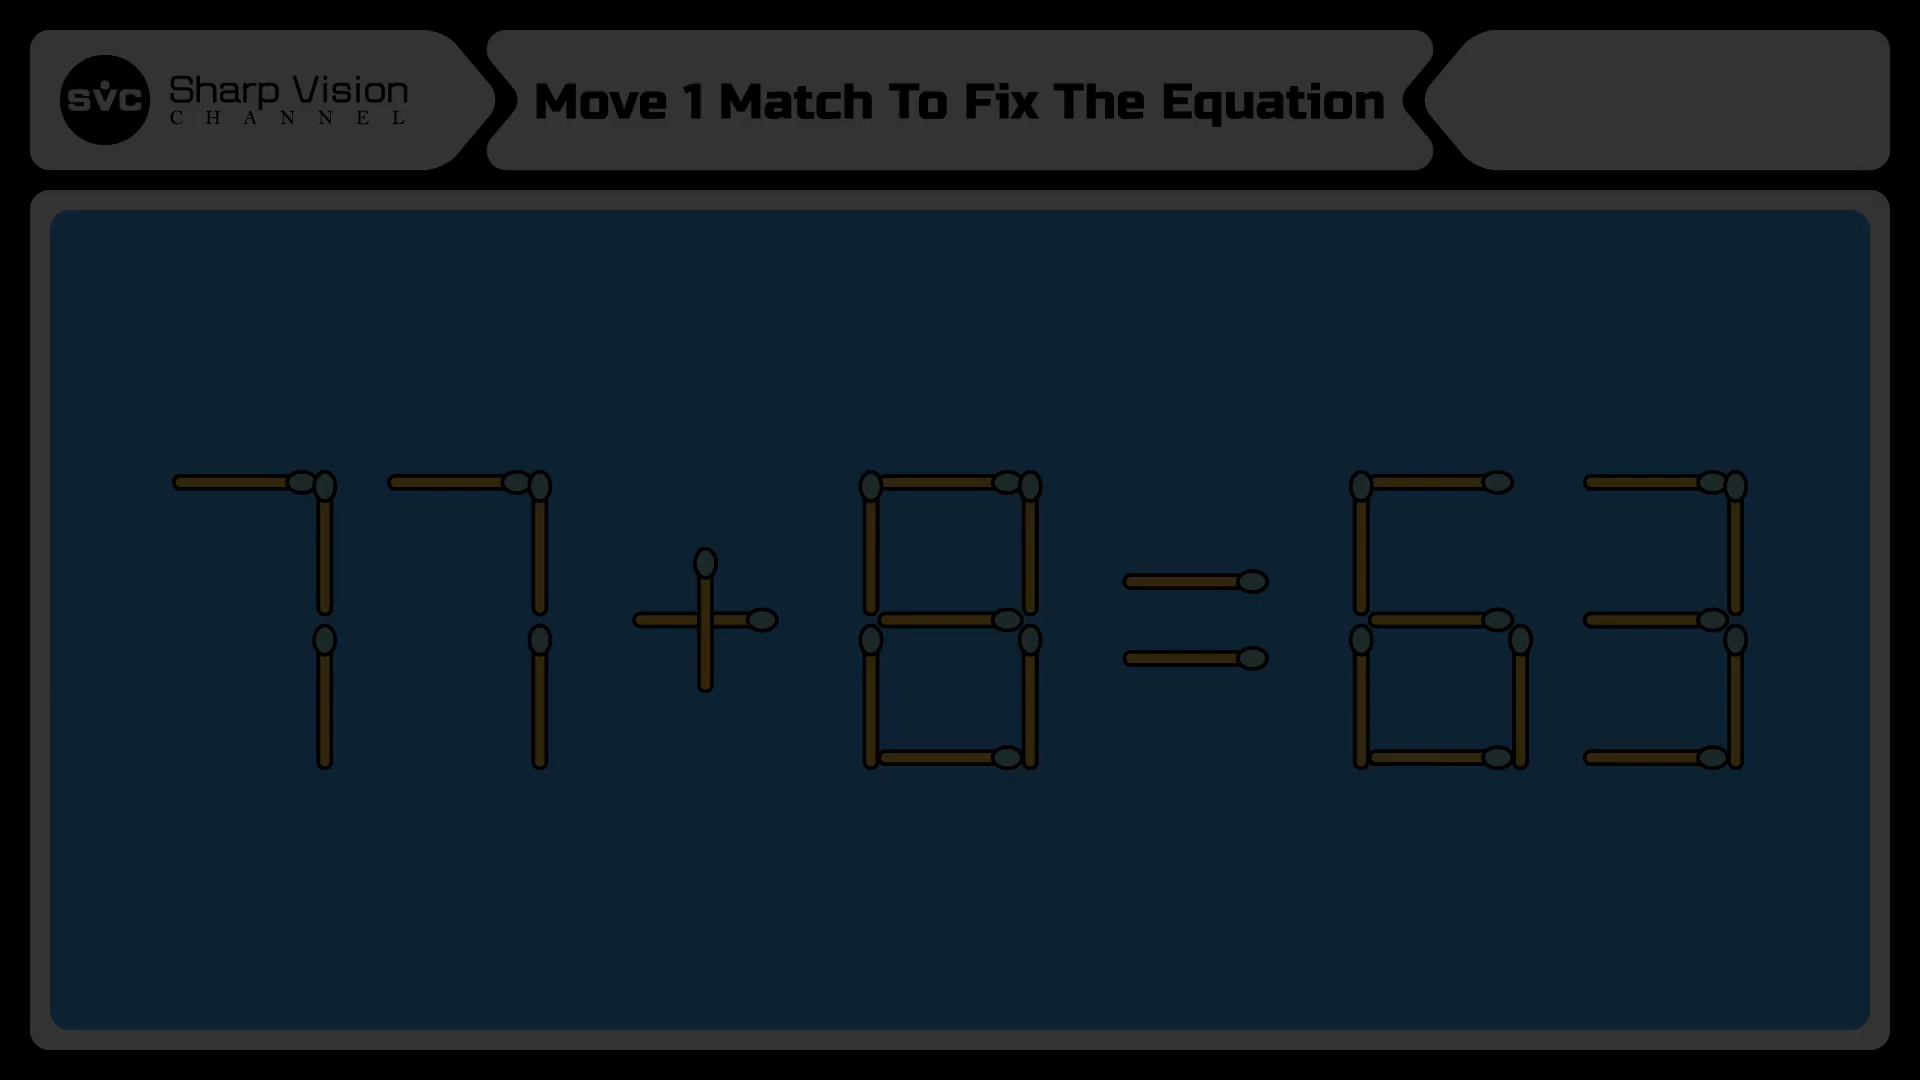 svc
Sharp Vision
CHANNEL
Move 1 Match To Fix The Equation
77+8=63